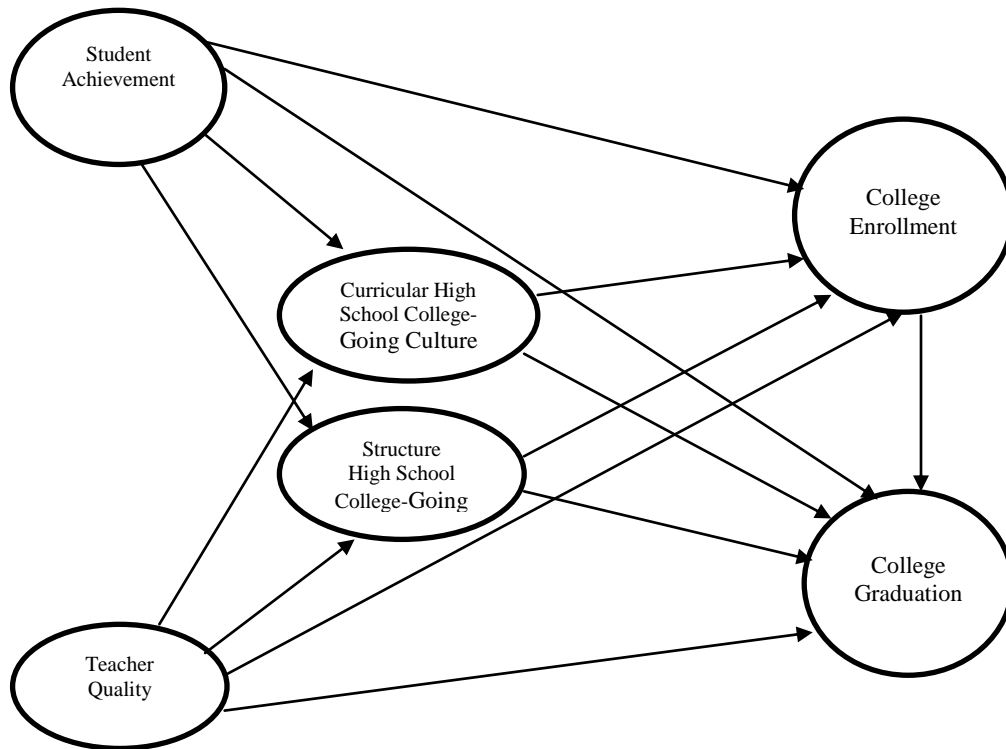 Student
Achievement
College
Enrollment
Curricular High
School College-
Going Culture
Structure
High School
College-Going
College
Graduation
Teacher
Quality